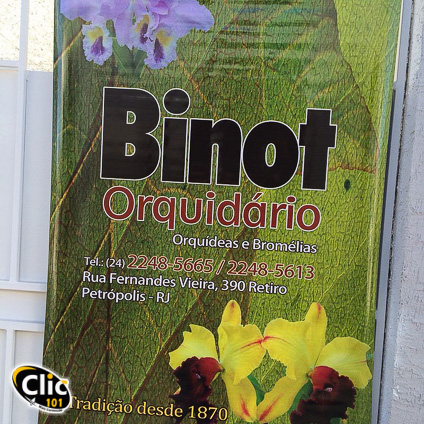 Binot
Orquidário
Orquídeas e Bromélias
Tel.: (24) 2248-5665 / 2248-5613
Rua Fernandes Vieira, 390 Retiro
Petrópolis - RJ
Clic
101
Tradição desde 1870